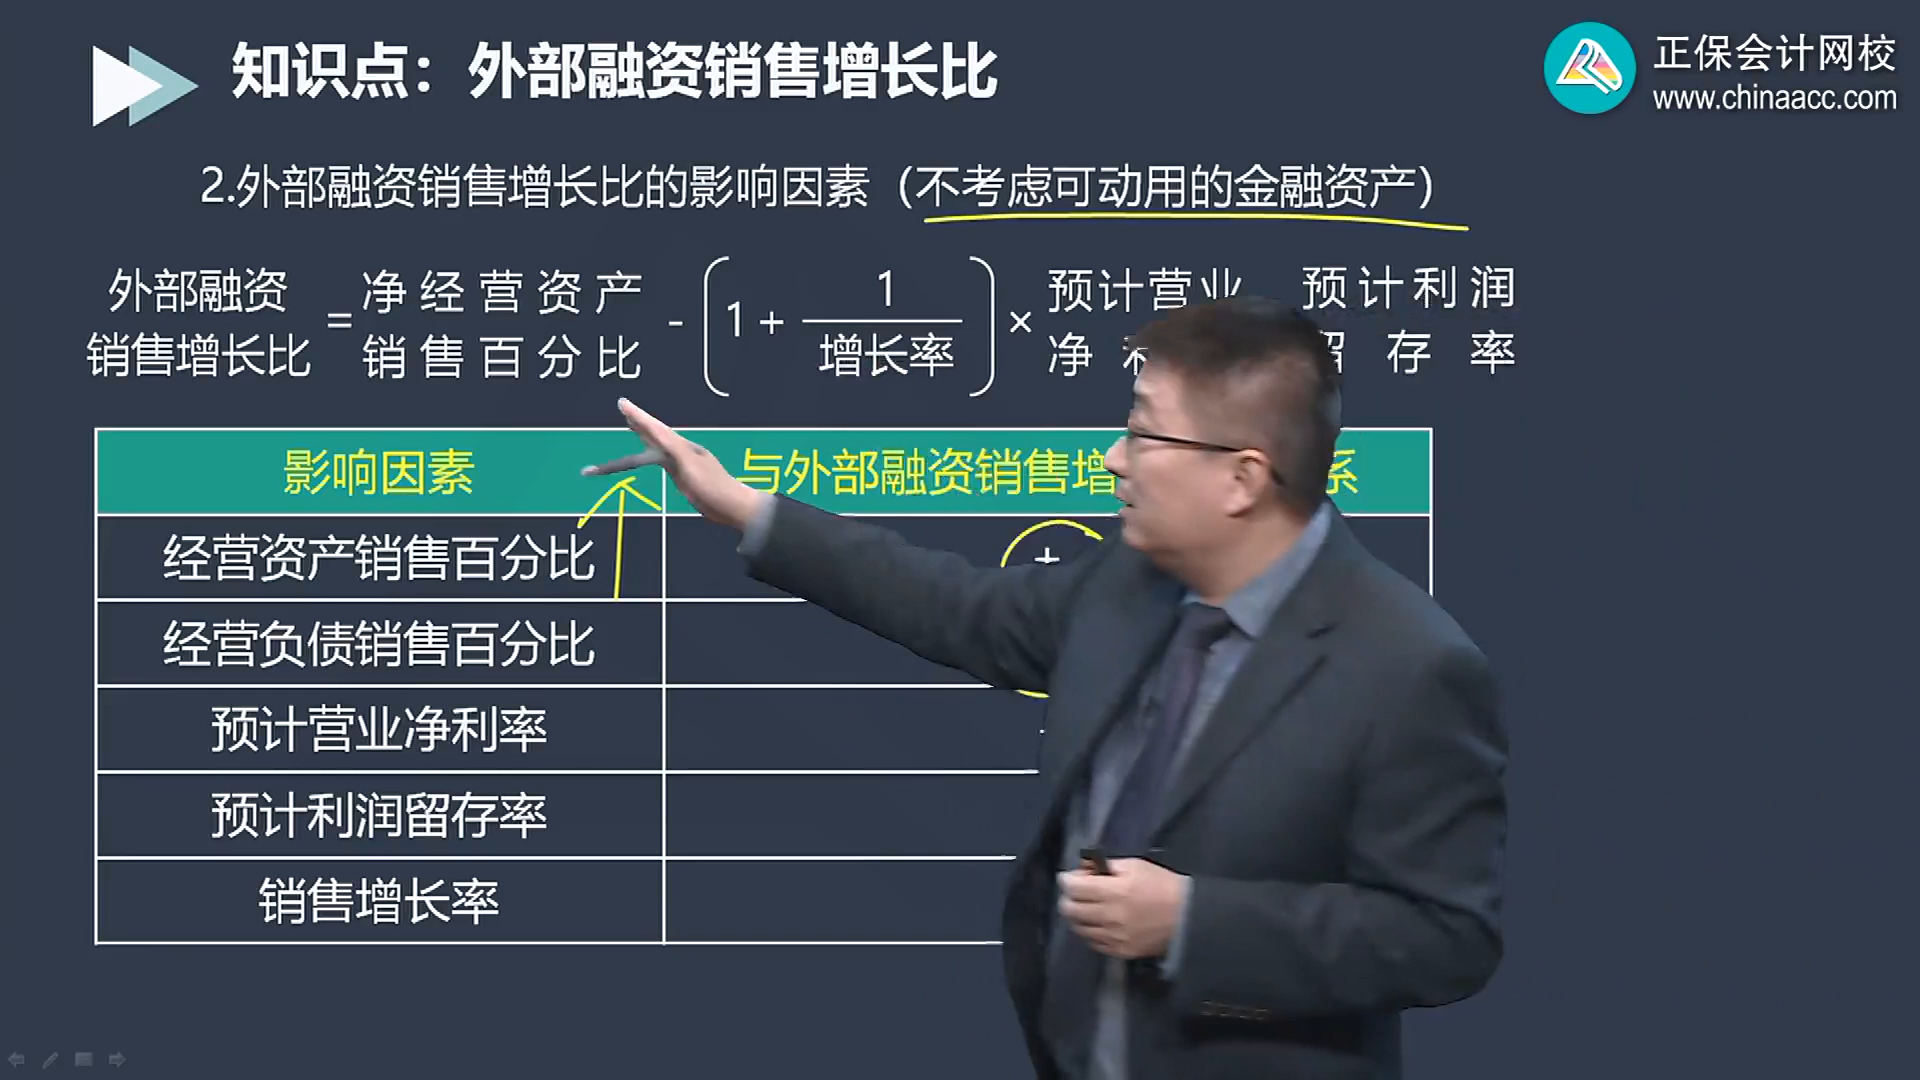 知识点：外部融资销售增长比
正保会计网校
www.chinaacc.com
2.外部融资销售增长比的影响因素（不考虑可动用的金融资产）
外部融资销售增长比 = 净经营资产销售百分比 - (1 + 1/增长率) × 预计营业净 预计利润留存率
影响因素
与外部融资销售增 系
经营资产销售百分比
+
经营负债销售百分比
预计营业净利率
预计利润留存率
销售增长率